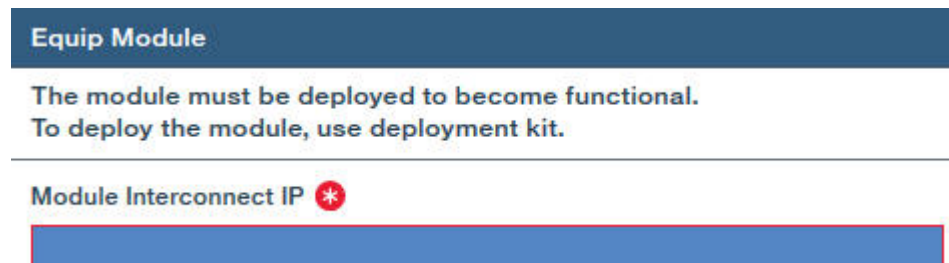 Equip Module
The module must be deployed to become functional.
To deploy the module, use deployment kit.
Module Interconnect IP